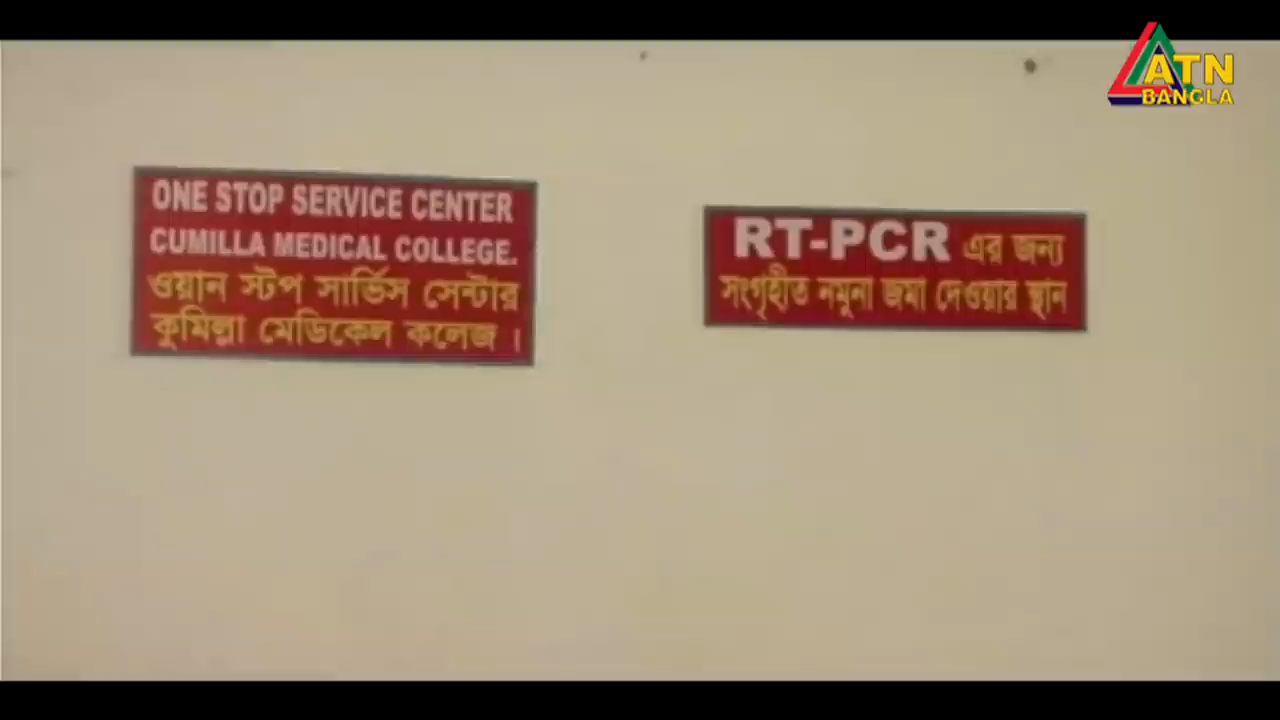 ATN
BANGLA
ONE STOP SERVICE CENTER
CUMILLA MEDICAL COLLEGE.
ওয়ান স্টপ সার্ভিস সেন্টার
কুমিল্লা মেডিকেল কলেজ ।
RT-PCR এর জন্য
সংগৃহীত নমুনা জমা দেওয়ার স্থান